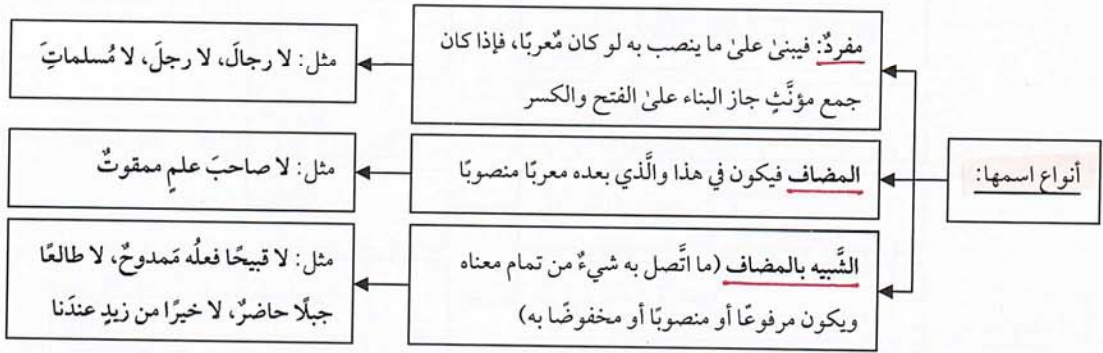 أنواع اسمها:
مفردٌ: فيبنىٰ علىٰ ما ينصب به لو كان مٌعربًا، فإذا كان
جمع مؤنَّثٍ جاز البناء علىٰ الفتح والكسر
مثل: لا رجالَ، لا رجلَ، لا مُسلماتِ
المضاف فيكون في هذا والَّذي بعده معربًا منصوبًا
مثل: لا صاحبَ علمٍ ممقوتٌ
الشَّبيه بالمضاف (ما اتَّصل به شيءٌ من تمام معناه
ويكون مرفوعًا أو منصوبًا أو مخفوضًا به)
مثل: لا قبيحًا فعلُه مَمدوحٌ، لا طالعًا
جبلًا حاضرٌ، لا خيرًا من زيدٍ عندَنا